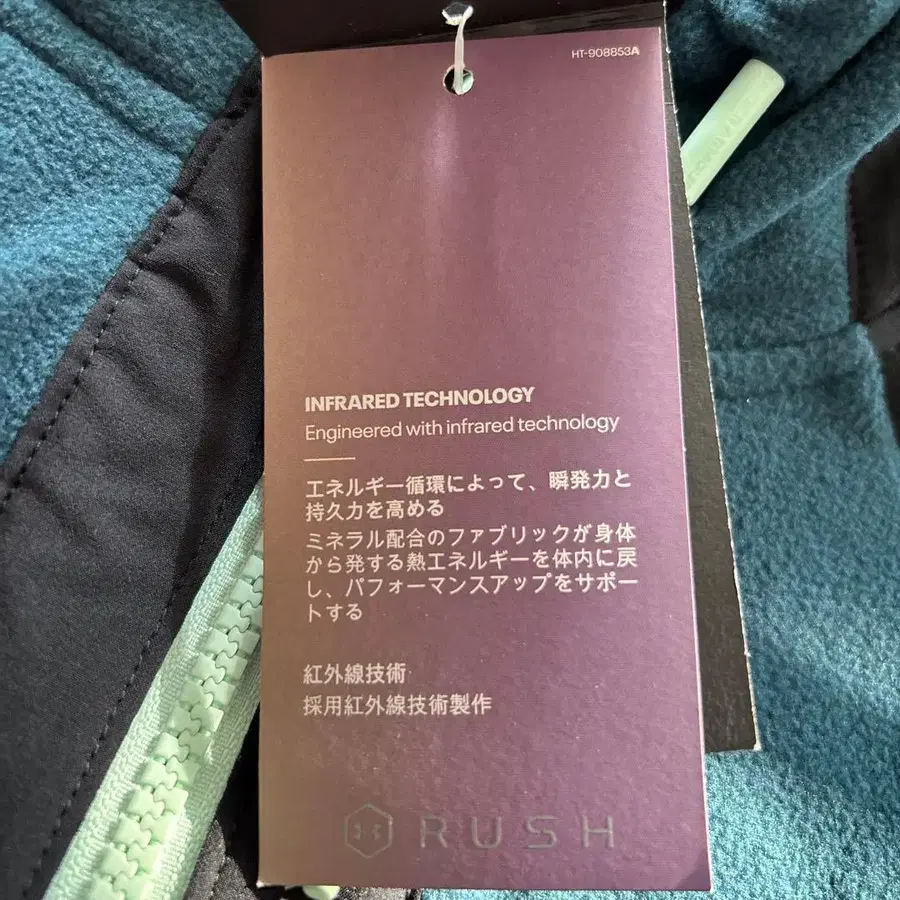 HT-908853A
INFRARED TECHNOLOGY
Engineered with infrared technology
エネルギー循環によって、瞬発力と
持久力を高める
ミネラル配合のファブリックが身体
から発する熱エネルギーを体内に戻
し、パフォーマンスアップをサポー
トする
紅外線技術
採用紅外線技術製作
RUSH